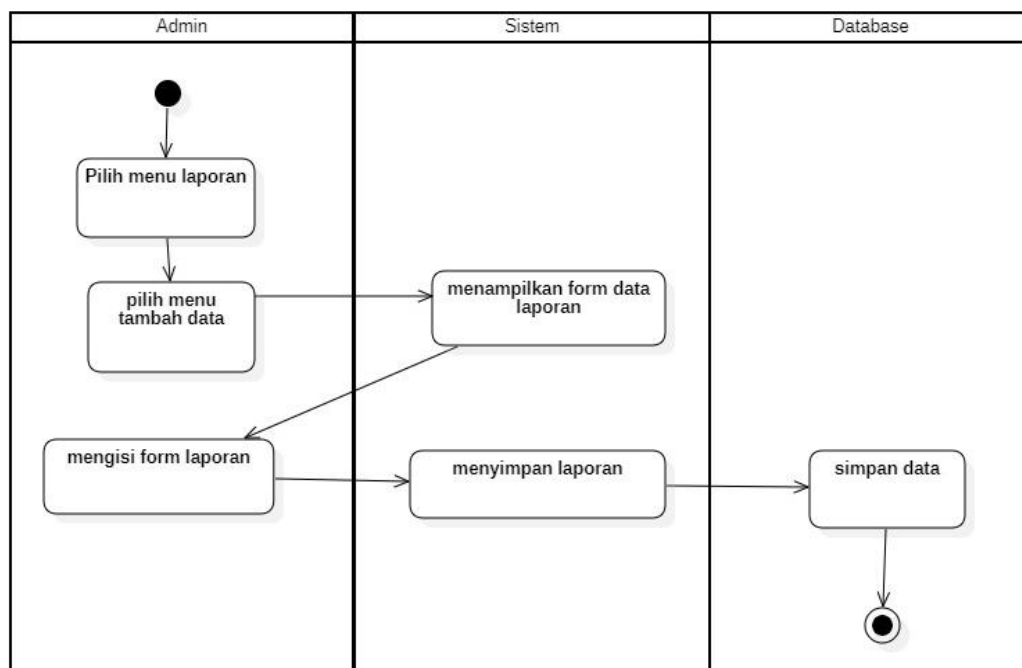 Admin
Sistem
Database
Pilih menu laporan
pilih menu
tambah data
menampilkan form data
laporan
mengisi form laporan
menyimpan laporan
simpan data